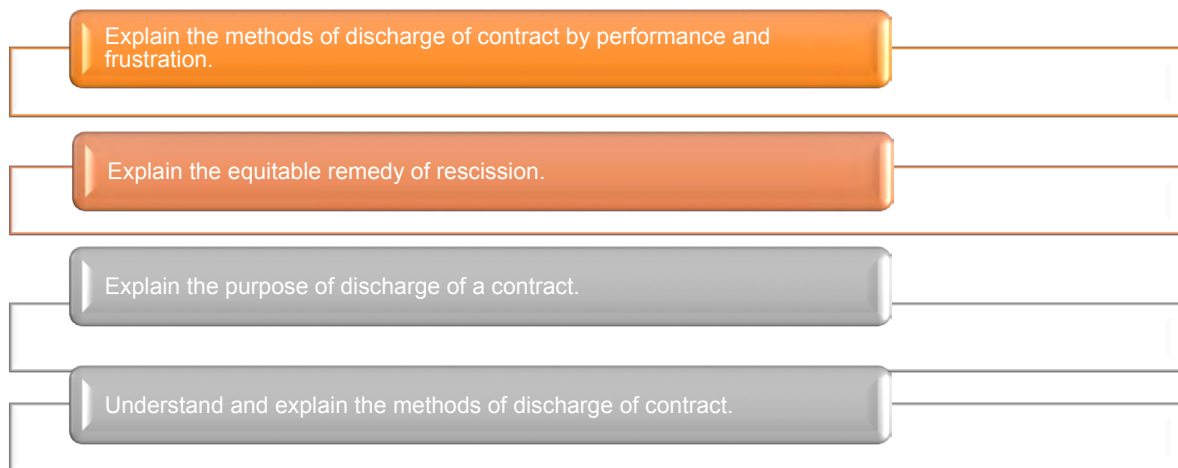 Explain the methods of discharge of contract by performance and
frustration.
Explain the equitable remedy of rescission.
Explain the purpose of discharge of a contract.
Understand and explain the methods of discharge of contract.